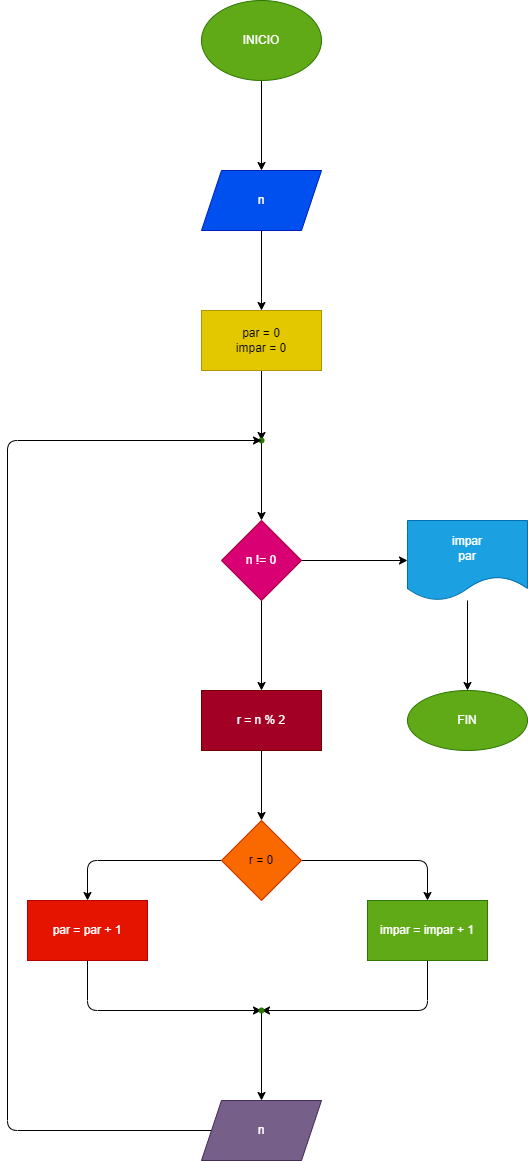 INICIO
n
par = 0
impar = 0
n != 0
impar
par
r = n % 2
FIN
r = 0
par = par + 1
impar = impar + 1
n